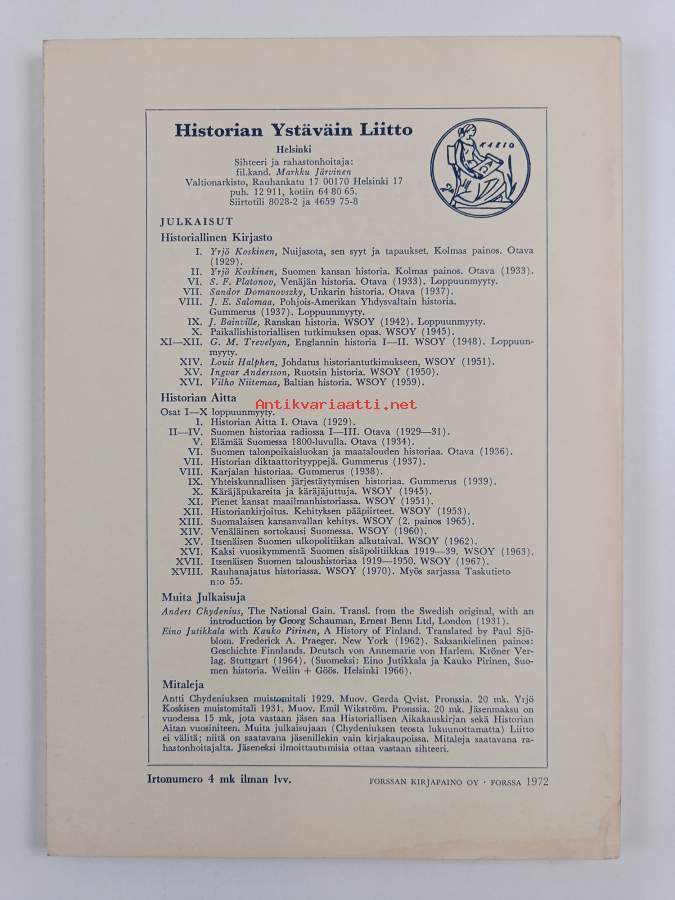 Historian Ystäväin Liitto
Helsinki
Sihteeri ja rahastonhoitaja:
fil.kand. Markku Järvinen
Valtionarkisto, Rauhankatu 17 00170 Helsinki 17
puh. 12 911, kotiin 64 80 65.
Siirtotili 8028-2 ja 4659 75-8
JULKAISUT
Historiallinen Kirjasto
I. Yrjö Koskinen, Nuijasota, sen syyt ja tapaukset. Kolmas painos. Otava
(1929).
II. Yrjö Koskinen, Suomen kansan historia. Kolmas painos. Otava (1933).
VI. S. F. Platonov, Venäjän historia. Otava (1933). Loppuunmyyty.
VII. Sandor Domanovszky, Unkarin historia. Otava (1937).
VIII. J. E. Salomaa, Pohjois-Amerikan Yhdysvaltain historia.
Gummerus (1937). Loppuunmyyty.
IX. J. Bainville, Ranskan historia. WSOY (1942). Loppuunmyyty.
X. Paikallishistoriallisen tutkimuksen opas. WSOY (1945).
XI—XII. G. M. Trevelyan, Englannin historia I—II. WSOY (1948). Loppuun-
myyty.
XIV. Louis Halphen, Johdatus historiantutkimukseen, WSOY (1951).
XV. Ingvar Andersson, Ruotsin historia. WSOY (1950).
XVI. Vilho Niitemaa, Baltian historia. WSOY (1959).
Historian Aitta
Antikvariaatti.net
Osat I—X loppuunmyyty.
I. Historian Aitta I. Otava (1929).
II—IV. Suomen historiaa radiossa I—III. Otava (1929—31).
V. Elämää Suomessa 1800-luvulla. Otava (1934).
VI. Suomen talonpoikaisluokan ja maatalouden historiaa. Otava (1936).
VII. Historian diktaattorityyppejä. Gummerus (1937).
VIII. Karjalan historiaa. Gummerus (1938).
IX. Yhteiskunnallisen järjestäytymisen historiaa. Gummerus (1939).
X. Käräjäpukareita ja käräjäjuttuja. WSOY (1945).
XI. Pienet kansat maailmanhistoriassa. WSOY (1951).
XII. Historiankirjoitus. Kehityksen pääpiirteet. WSOY (1953).
XIII. Suomalaisen kansanvallan kehitys. WSOY (2. painos 1965).
XIV. Venäläinen sortokausi Suomessa. WSOY (1960).
XV. Itsenäisen Suomen ulkopolitiikan alkutaival. WSOY (1962).
XVI. Kaksi vuosikymmentä Suomen sisäpolitiikkaa 1919—39. WSOY (1963).
XVII. Itsenäisen Suomen taloushistoriaa 1919—1950. WSOY (1967).
XVIII. Rauhanajatus historiassa. WSOY (1970). Myös sarjassa Taskutieto
n:o 55.
Muita Julkaisuja
Anders Chydenius, The National Gain. Transl. from the Swedish original, with an
introduction by Georg Schauman, Ernest Benn Ltd, London (1931).
Eino Jutikkala with Kauko Pirinen, A History of Finland. Translated by Paul Sjö-
blom. Frederick A. Praeger. New York (1962). Saksankielinen painos:
Geschichte Finnlands. Deutsch von Annemarie von Harlem. Kröner Ver-
lag. Stuttgart (1964). (Suomeksi: Eino Jutikkala ja Kauko Pirinen, Suo-
men historia. Weilin + Göös. Helsinki 1966).
Mitaleja
Antti Chydeniuksen muistomitali 1929. Muov. Gerda Qvist. Pronssia. 20 mk. Yrjö
Koskisen muistomitali 1931. Muov. Emil Wikström. Pronssia. 20 mk. Jäsenmaksu on
vuodessa 15 mk, jota vastaan jäsen saa Historiallisen Aikakauskirjan sekä Historian
Aitan vuosiniteen. Muita julkaisujaan (Chydeniuksen teosta lukuunottamatta) Liitto
ei välitä; niitä on saatavana jäsenillekin vain kirjakaupoissa. Mitaleja saatavana ra-
hastonhoitajalta. Jäseneksi ilmoittautumisia ottaa vastaan sihteeri.
Irtonumero 4 mk ilman lvv.
FORSSAN KIRJAPAINO OY · FORSSA 1972